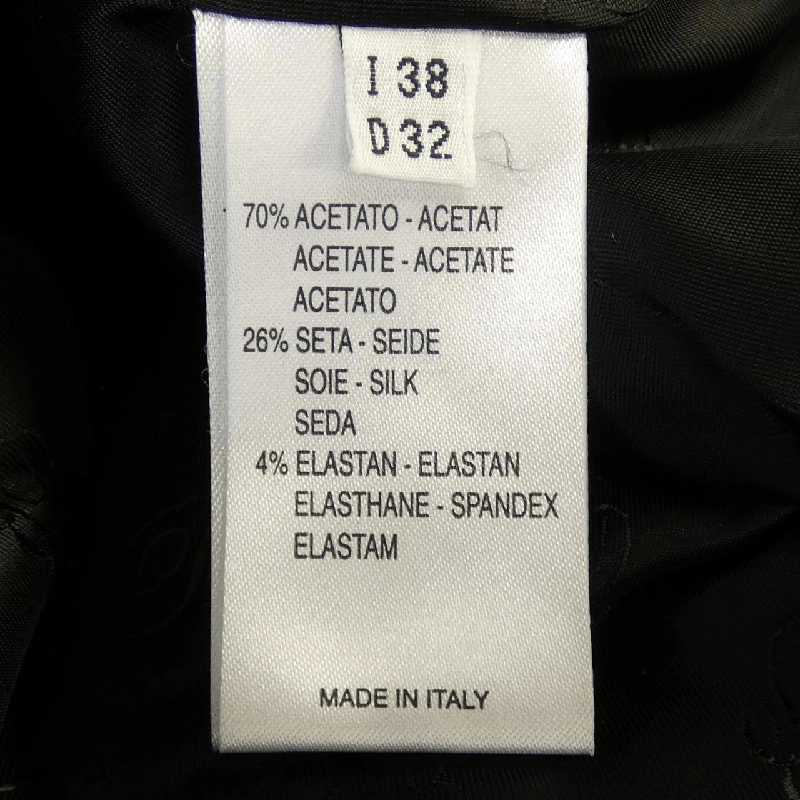 I 38
D 32
70% ACETATO - ACETAT
ACETATE - ACETATE
ACETATO
26% SETA - SEIDE
SOIE - SILK
SEDA
4% ELASTAN - ELASTAN
ELASTHANE - SPANDEX
ELASTAM
MADE IN ITALY